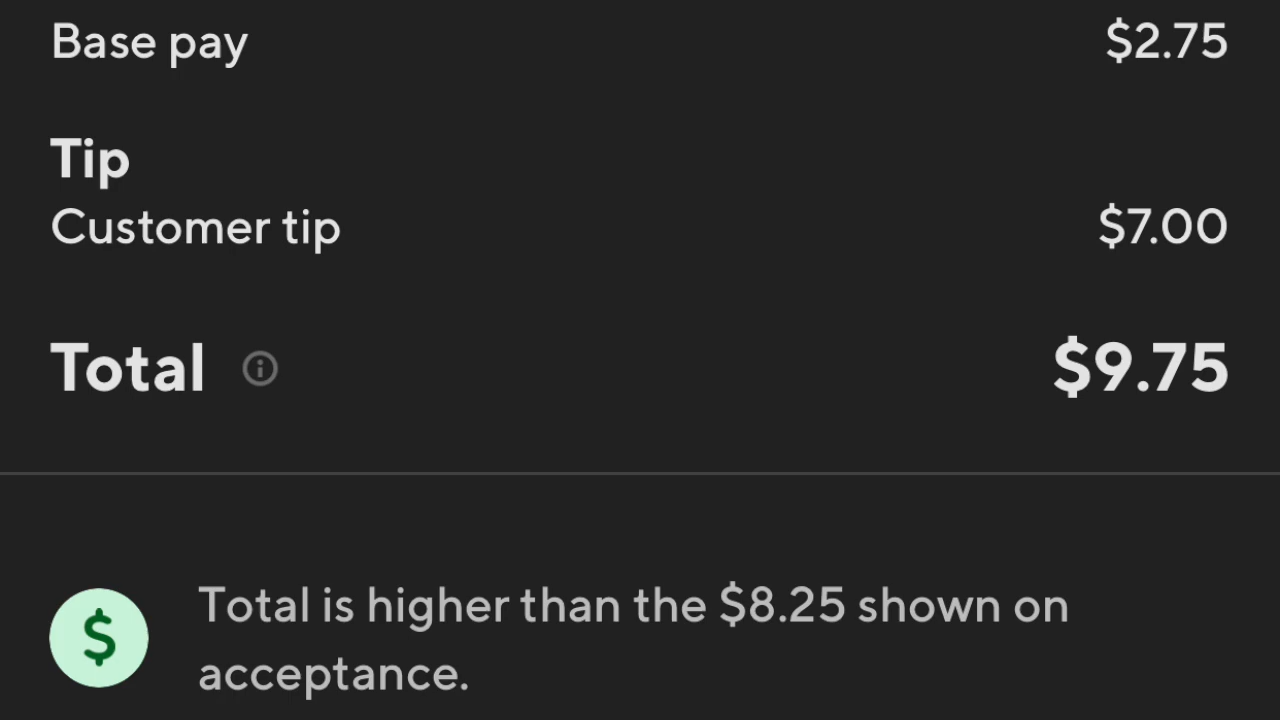 Base pay $2.75
Tip
Customer tip $7.00
Total $9.75
$ Total is higher than the $8.25 shown on
acceptance.